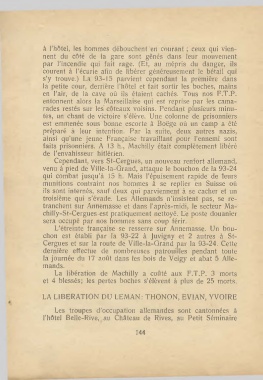 à l'hôtel, les hommes débouchent en courant ; ceux qui vien-
nent du côté de la gare sont gênés dans leur mouvement
par l'incendie qui fait rage. (Et, au mépris du danger, ils
courent à l'écurie afin de libérer généreusement le bétail qui
s'y trouve.) La 93-15 parvient cependant la première dans
la petite cour, derrière l'hôtel et fait sortir les boches, mains
en l'air, de la cave où ils étaient cachés. Tous nos F.T.P.
entonnent alors la Marseillaise qui est reprise par les cama-
rades restés sur les côteaux voisins. Pendant plusieurs minu-
tes, un chant de victoire s'élève. Une colonne de prisonniers
est emmenée sous bonne escorte à Boëge où un camp a été
préparé à leur intention. Par la suite, deux autres nazis,
ainsi qu'une jeune Française travaillant pour l'ennemi sont
faits prisonniers. A 13 h., Machilly était complètement libéré
de l'envahisseur hitlérien.
Cependant, vers St-Cergues, un nouveau renfort allemand,
venu à pied de Ville-la-Grand, attaque le bouchon de la 93-24
qui combat jusqu'à 15 h. Mais l'épuisement rapide de leurs
munitions contraint nos hommes à se replier en Suisse où
ils sont internés, sauf deux qui parviennent à se cacher et un
troisième qui s'évade. Les Allemands n'insistent pas, se re-
tranchent sur Annemasse et dans l'après-midi, le secteur Ma-
chilly-St-Cergues est pratiquement nettoyé. Le poste douanier
sera occupé par nos hommes sans coup férir.
L'étreinte française se resserre sur Annemasse. Un bou-
chon est établi par la 93-22 à Juvigny et 2 autres à St-
Cergues et sur la route de Ville-la-Grand par la 93-24. Cette
dernière effectue de nombreuses patrouilles pendant toute
la journée du 17 août dans les bois de Veigy et abat 5 Alle-
mands.
La libération de Machilly a coûté aux F.T.P. 3 morts
et 4 blessés; les pertes boches s'élèvent à plus de 25 morts.
LA LIBERATION DU LEMAN: THONON, EVIAN, YVOIRE
Les troupes d'occupation allemandes sont cantonnées à
l'hôtel Belle-Rive, au Château de Rives, au Petit Séminaire
144